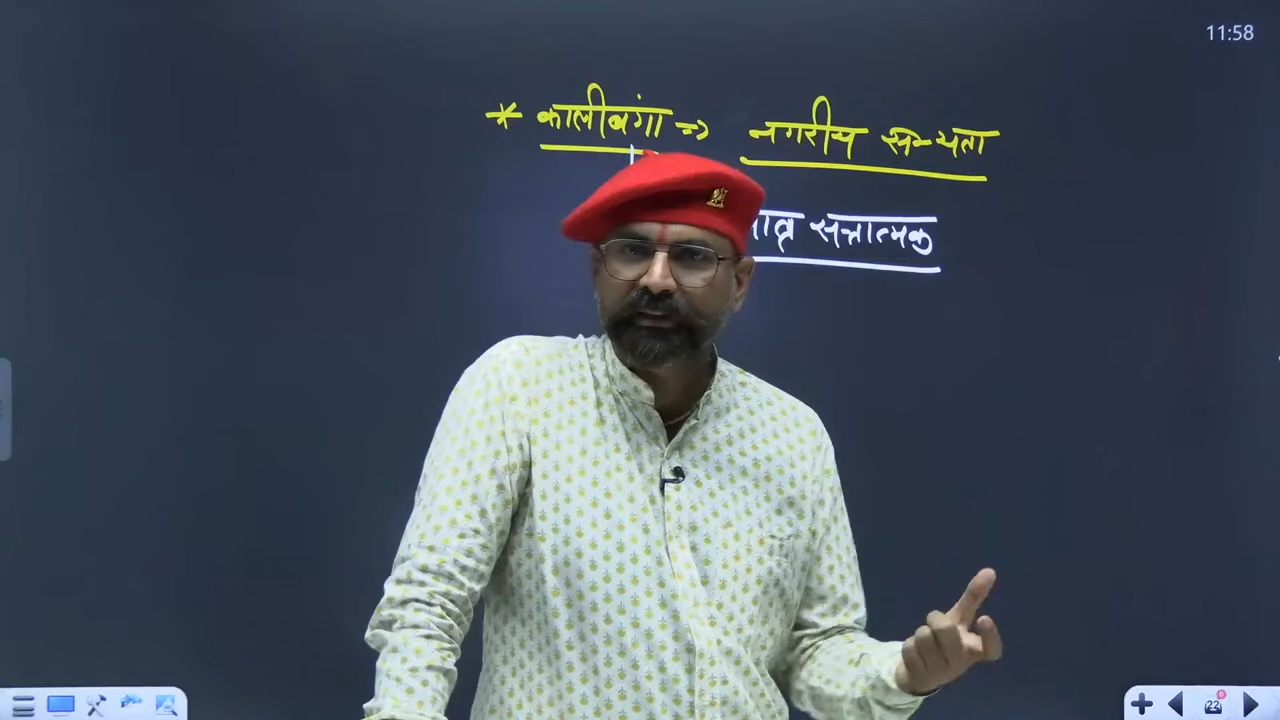 11:58
* कालीबंगा => नगरीय सभ्यता
सत्तात्मक
22